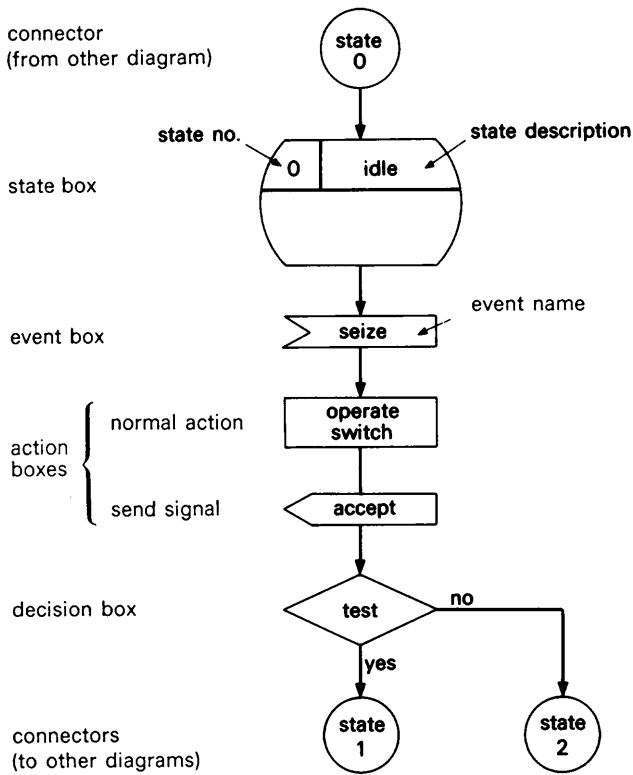 connector
(from other diagram)
state
0
state no.
state description
0
idle
state box
event name
event box
seize
action
boxes
normal action
operate
switch
send signal
accept
decision box
test
no
yes
connectors
(to other diagrams)
state
1
state
2